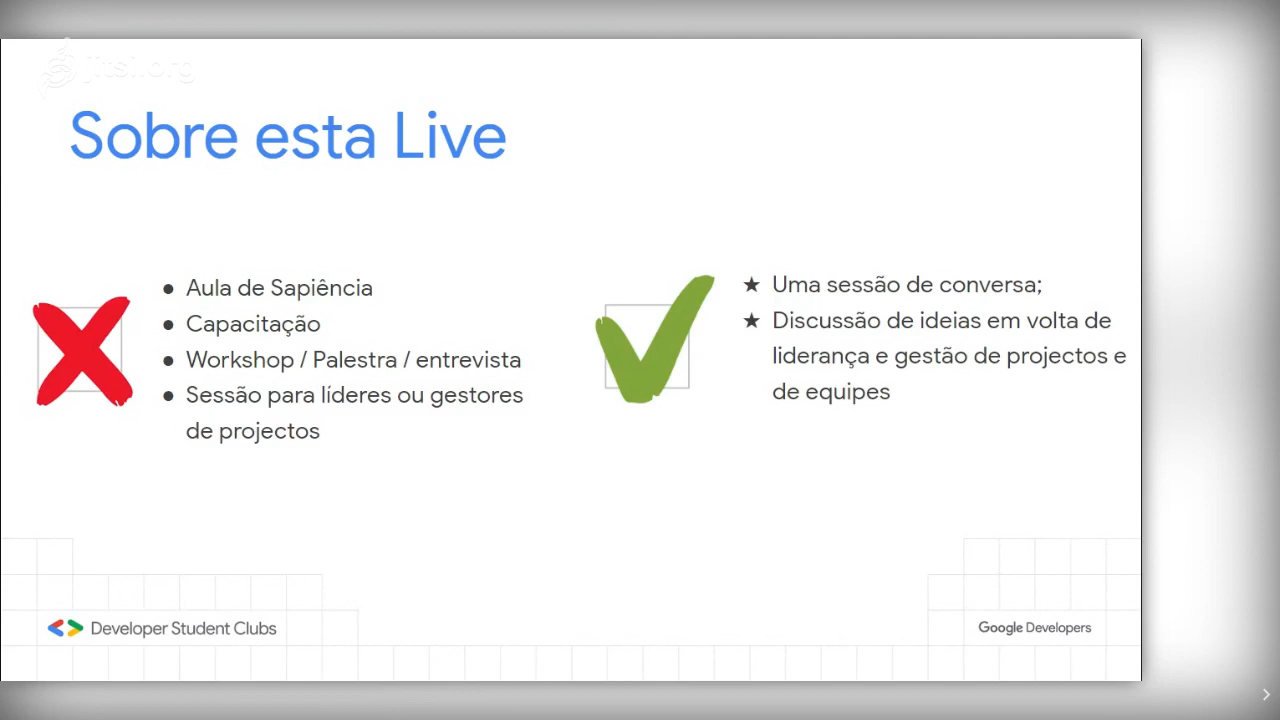 jitsi.org
Sobre esta Live
● Aula de Sapiência
● Capacitação
● Workshop / Palestra / entrevista
● Sessão para líderes ou gestores
de projectos
★ Uma sessão de conversa;
★ Discussão de ideias em volta de
liderança e gestão de projectos e
de equipes
Developer Student Clubs
Google Developers